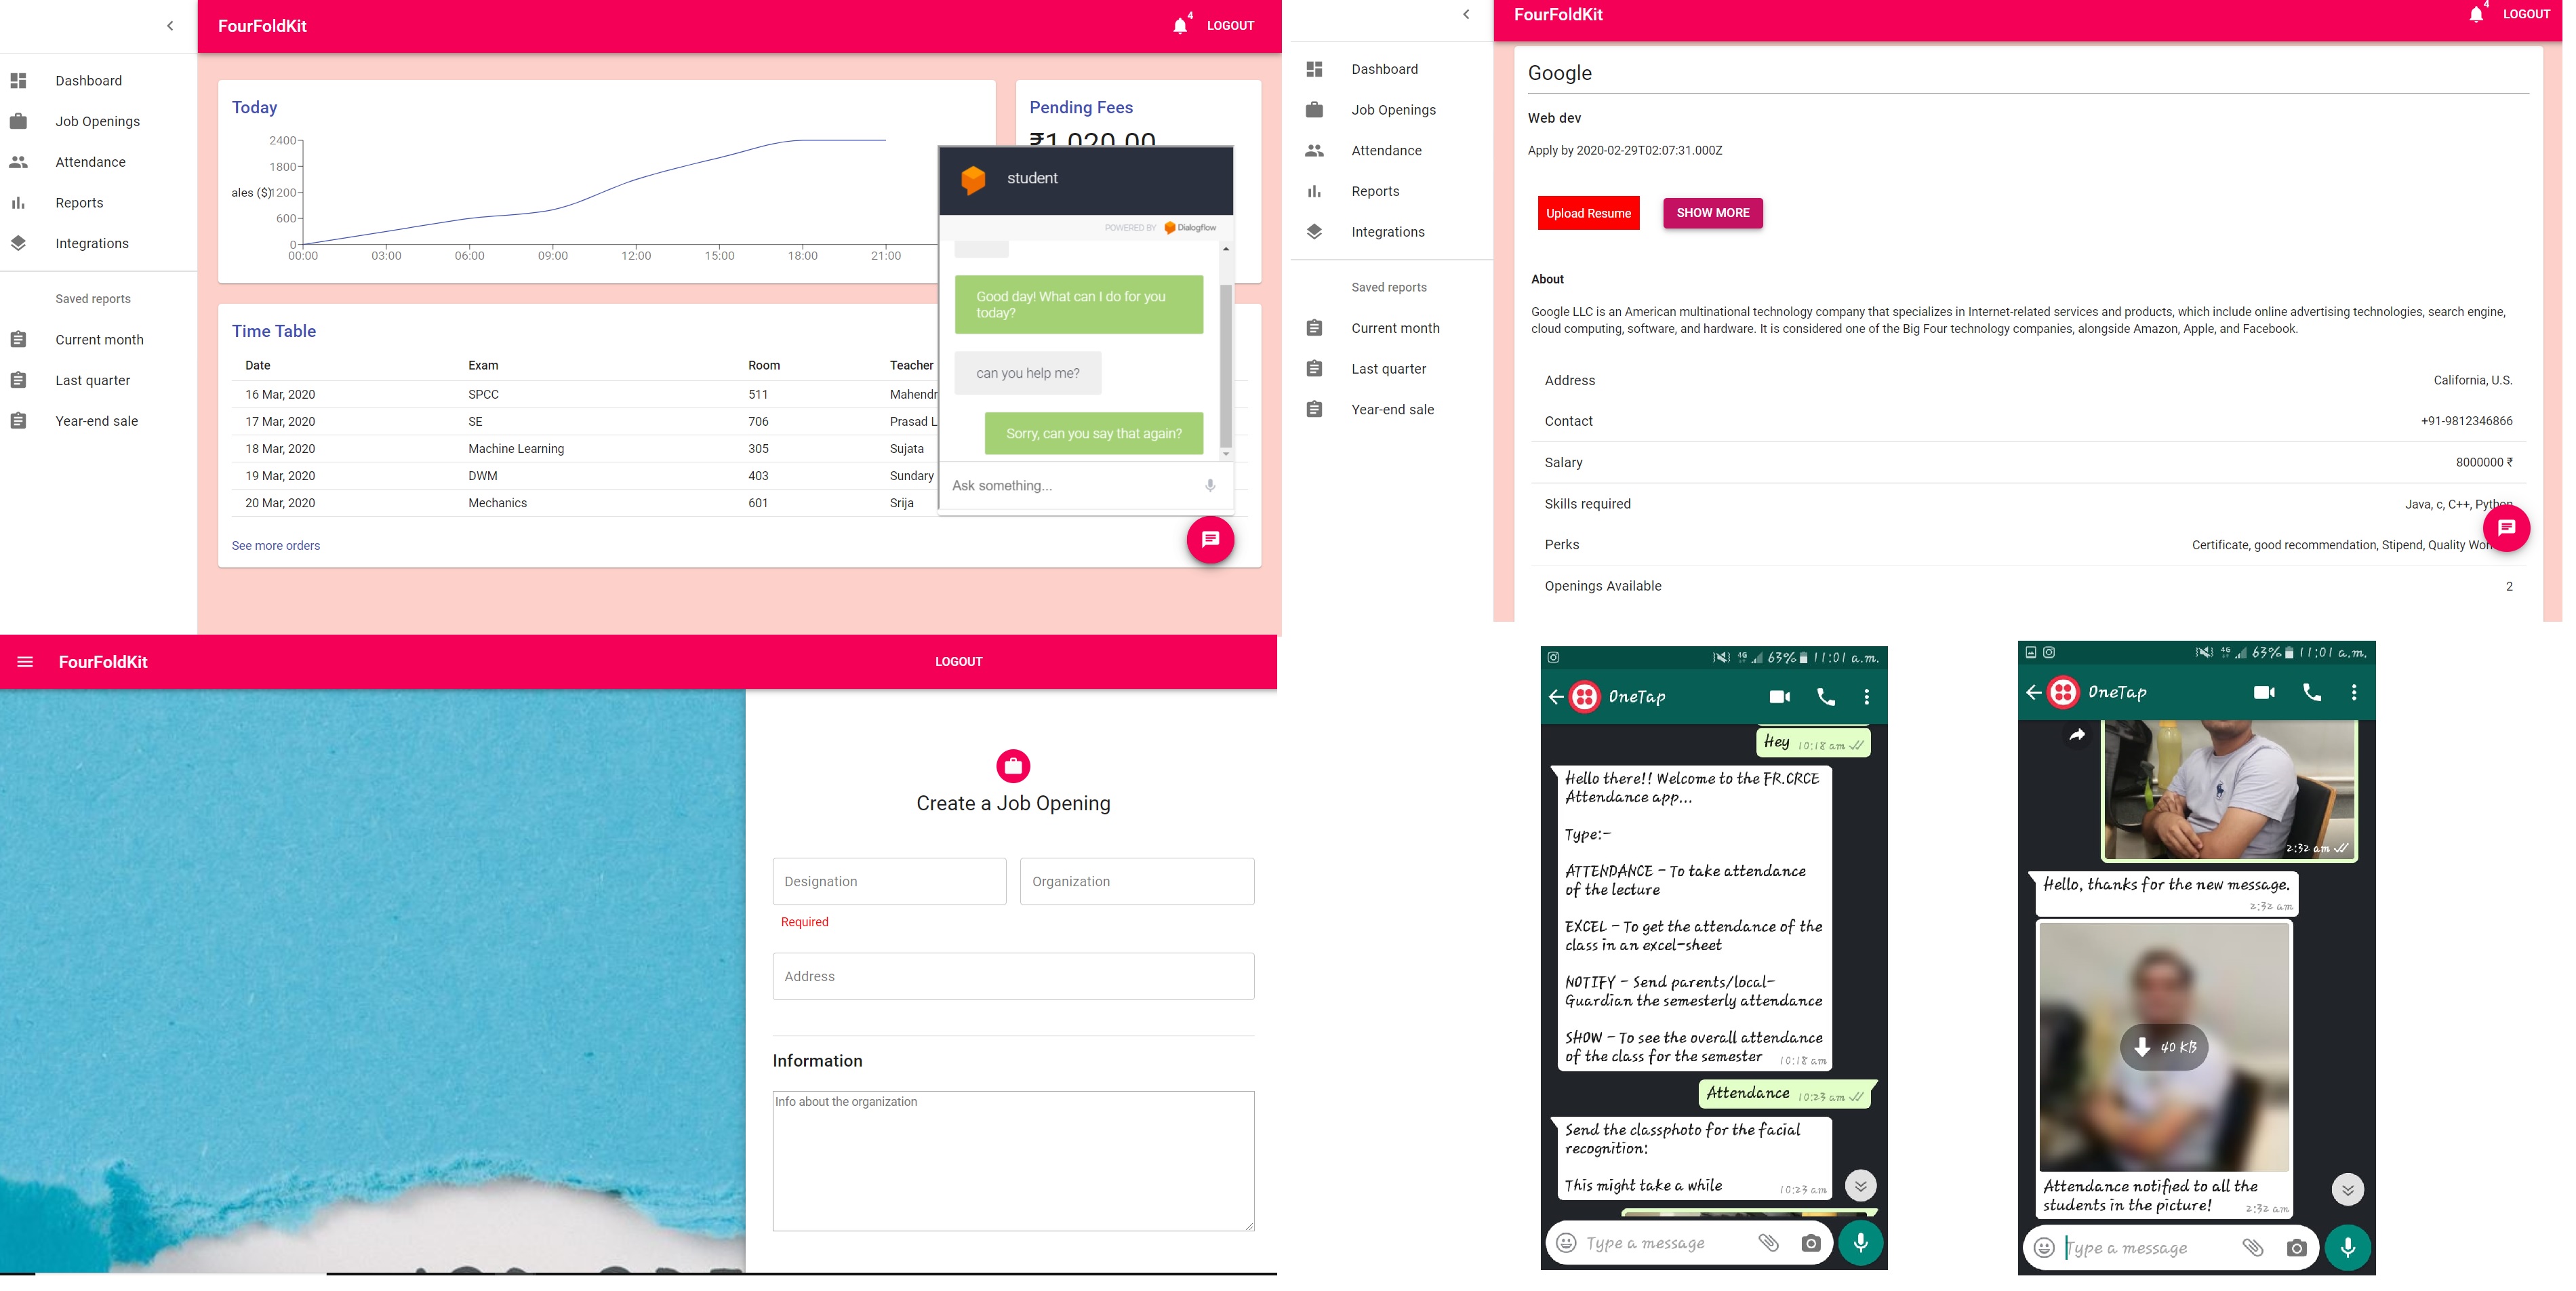 FourFoldKit
4
LOGOUT
Dashboard
Job Openings
Attendance
Reports
Integrations
Saved reports
Current month
Last quarter
Year-end sale
Today
2400
1800
1200
600
0
ales ($)
00:00 03:00 06:00 09:00 12:00 15:00 18:00 21:00
Pending Fees
₹1,020.00
Time Table
Date Exam Room Teacher
16 Mar, 2020 SPCC 511 Mahendr
17 Mar, 2020 SE 706 Prasad L
18 Mar, 2020 Machine Learning 305 Sujata
19 Mar, 2020 DWM 403 Sundary
20 Mar, 2020 Mechanics 601 Srija
See more orders
student
POWERED BY Dialogflow
Good day! What can I do for you
today?
can you help me?
Sorry, can you say that again?
Ask something...
FourFoldKit
4
LOGOUT
Dashboard
Job Openings
Attendance
Reports
Integrations
Saved reports
Current month
Last quarter
Year-end sale
Google
Web dev
Apply by 2020-02-29T02:07:31.000Z
Upload Resume
SHOW MORE
About
Google LLC is an American multinational technology company that specializes in Internet-related services and products, which include online advertising technologies, search engine,
cloud computing, software, and hardware. It is considered one of the Big Four technology companies, alongside Amazon, Apple, and Facebook.
Address California, U.S.
Contact +91-9812346866
Salary 8000000 ₹
Skills required Java, c, C++, Python
Perks Certificate, good recommendation, Stipend, Quality Wor
Openings Available 2
FourFoldKit
LOGOUT
Create a Job Opening
Designation
Organization
Required
Address
Information
Info about the organization
4G 63% 11:01 a.m.
OneTap
Hey 10:18 am
Hello there!! Welcome to the FR.CRCE
Attendance app...
Type:-
ATTENDANCE - To take attendance
of the lecture
EXCEL - To get the attendance of the
class in an excel-sheet
NOTIFY - Send parents/local-
Guardian the semesterly attendance
SHOW - To see the overall attendance
of the class for the semester 10:18 am
Attendance 10:23 am
Send the classphoto for the facial
recognition:
This might take a while 10:23 am
Type a message
4G 63% 11:01 a.m.
OneTap
2:32 am
Hello, thanks for the new message.
2:32 am
40 KB
Attendance notified to all the
students in the picture! 2:32 am
Type a message